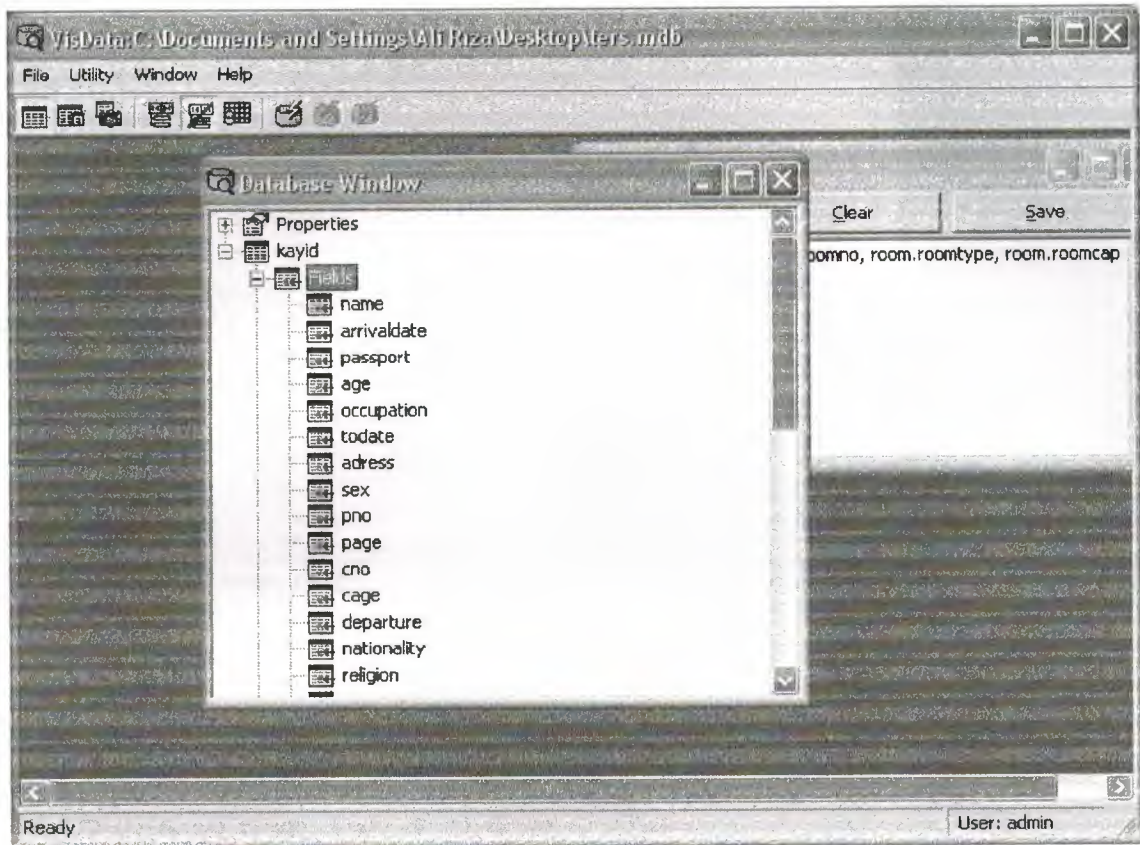 VisData:C:\Documents and Settings\Ali Riza\Desktop\ters.mdb
File Utility Window Help
Database Window
Clear Save
oomno, room.roomtype, room.roomcap
Properties
kayid
Fields
name
arrivaldate
passport
age
occupation
todate
adress
sex
pno
page
cno
cage
departure
nationality
religion
Ready
User: admin